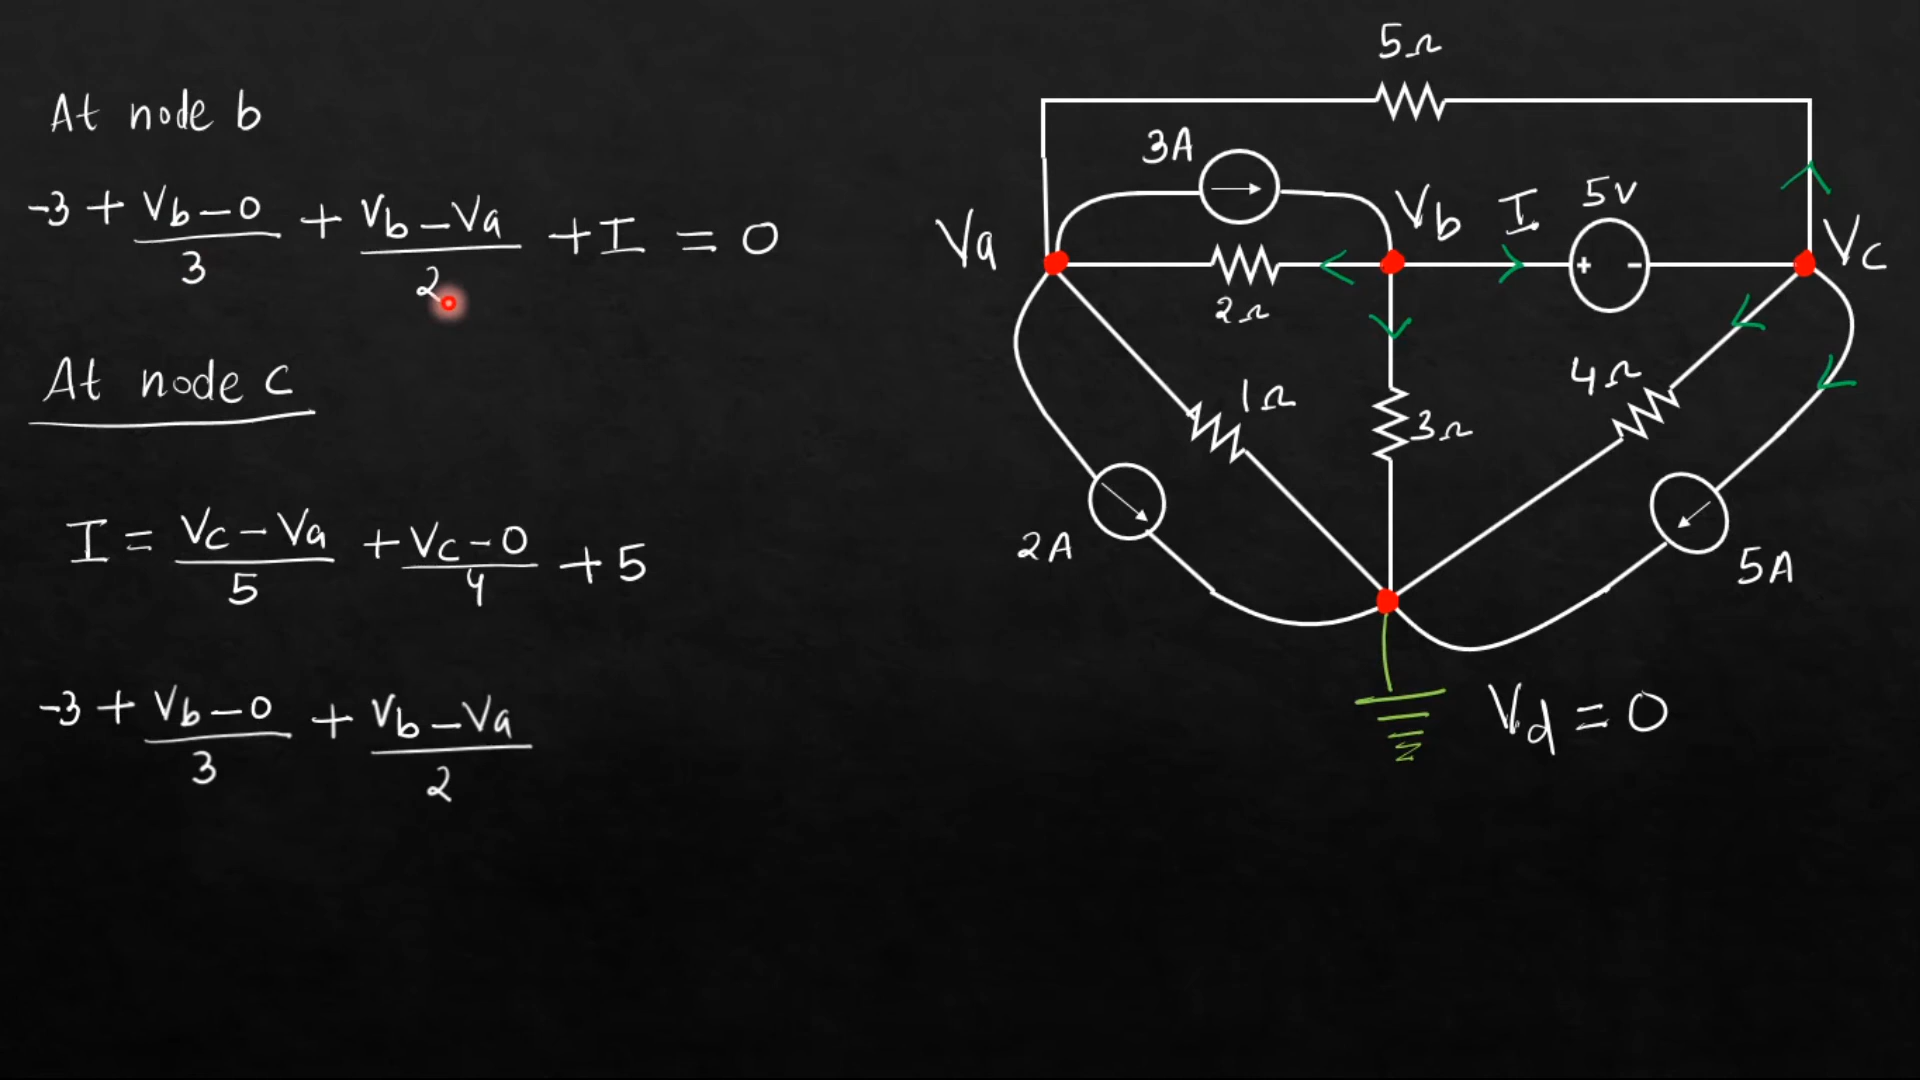 At node b
-3 + Vb-0/3 + Vb-Va/2 + I = 0
At node c
I = Vc-Va/5 + Vc-0/4 + 5
-3 + Vb-0/3 + Vb-Va/2
5Ω
3A
Va
Vb
I
5V
Vc
+ -
2Ω
1Ω
3Ω
4Ω
2A
5A
Vd = 0